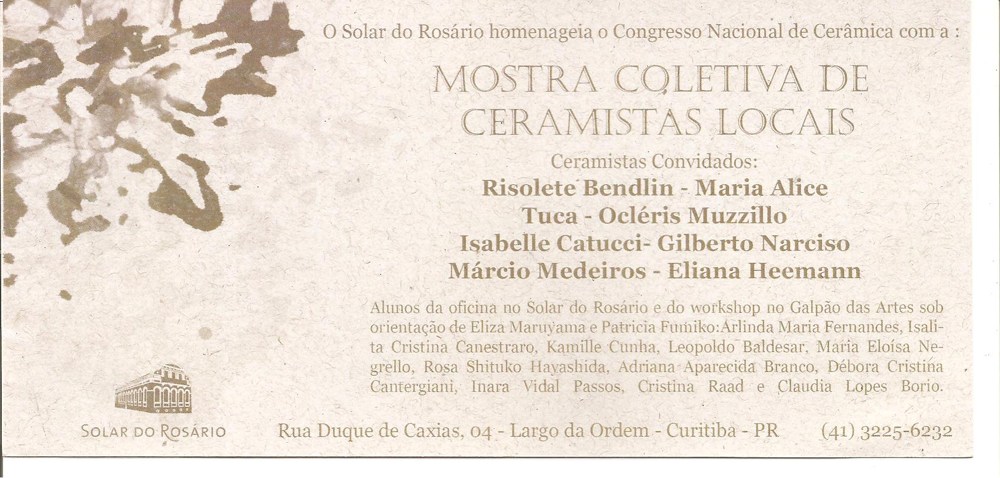 O Solar do Rosário homenageia o Congresso Nacional de Cerâmica com a :
MOSTRA COLETIVA DE
CERAMISTAS LOCAIS
Ceramistas Convidados:
Risolete Bendlin - Maria Alice
Tuca - Ocléris Muzzillo
Isabelle Catucci- Gilberto Narciso
Márcio Medeiros - Eliana Heemann
Alunos da oficina no Solar do Rosário e do workshop no Galpão das Artes sob
orientação de Eliza Maruyama e Patricia Fumiko:Arlinda Maria Fernandes, Isali-
ta Cristina Canestraro, Kamille Cunha, Leopoldo Baldesar, Maria Eloísa Ne-
grello, Rosa Shituko Hayashida, Adriana Aparecida Branco, Débora Cristina
Cantergiani, Inara Vidal Passos, Cristina Raad e Claudia Lopes Borio.
SOLAR DO ROSÁRIO
Rua Duque de Caxias, 04 - Largo da Ordem - Curitiba - PR (41) 3225-6232